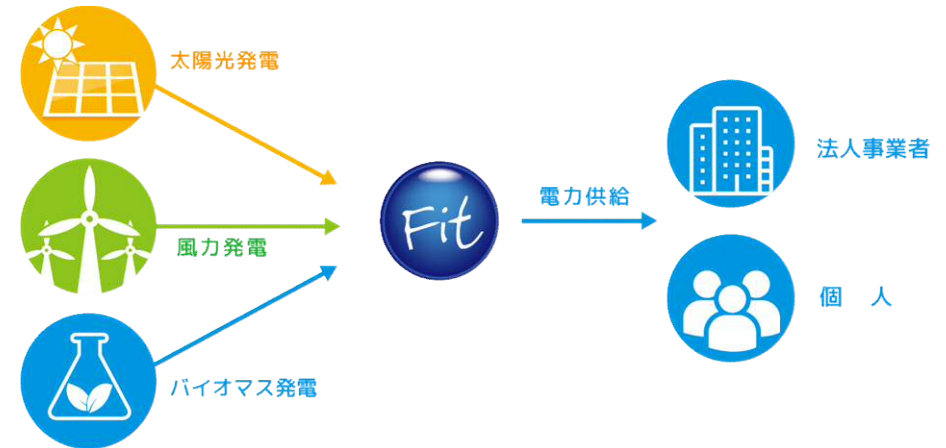 太陽光発電
風力発電
バイオマス発電
Fit
電力供給
法人事業者
個　人